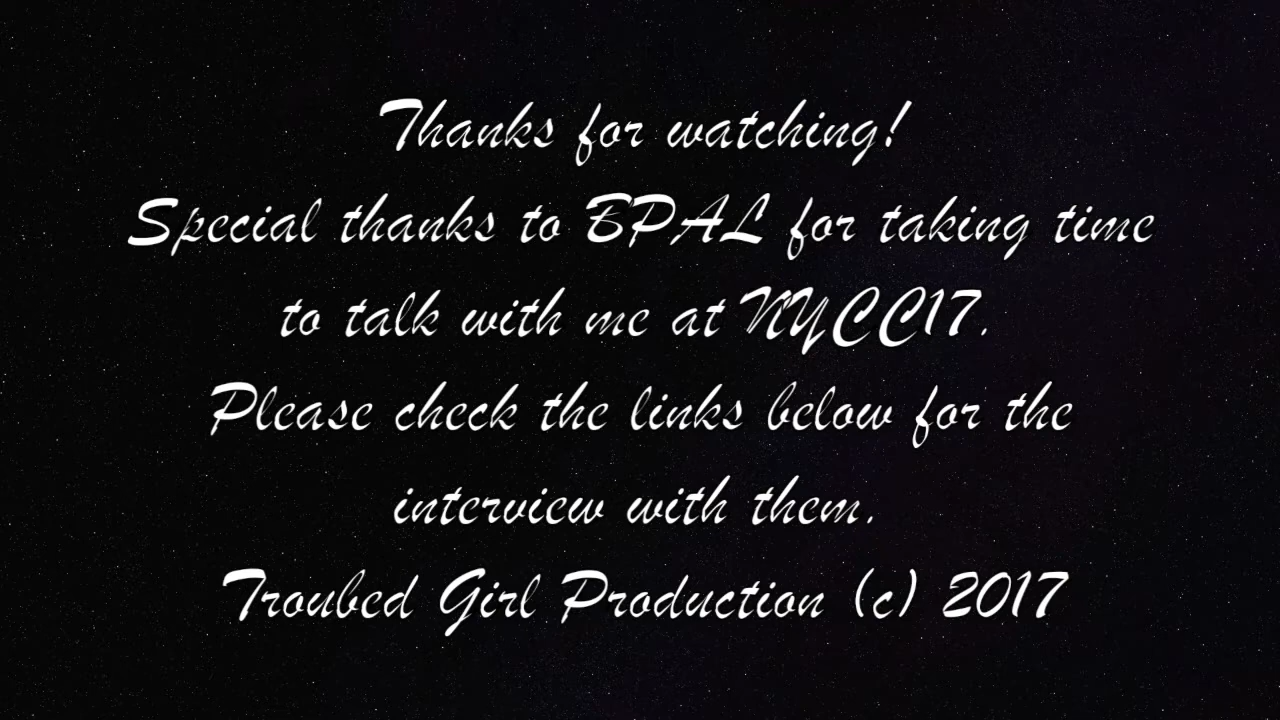 Thanks for watching!
Special thanks to BPAL for taking time
to talk with me at NYCC17.
Please check the links below for the
interview with them.
Troubed Girl Production (c) 2017